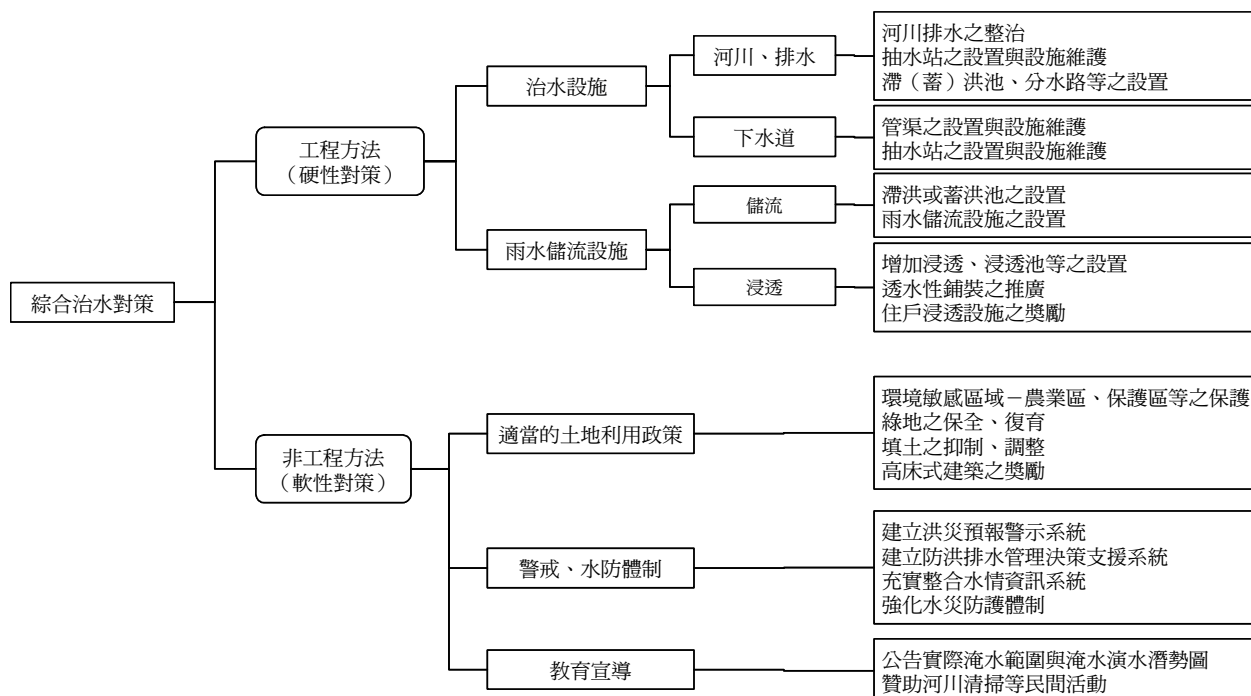 綜合治水對策
工程方法
（硬性對策）
治水設施
河川、排水
河川排水之整治
抽水站之設置與設施維護
滯（蓄）洪池、分水路等之設置
下水道
管渠之設置與設施維護
抽水站之設置與設施維護
雨水儲流設施
儲流
滯洪或蓄洪池之設置
雨水儲流設施之設置
浸透
增加浸透、浸透池等之設置
透水性鋪裝之推廣
住戶浸透設施之獎勵
非工程方法
（軟性對策）
適當的土地利用政策
環境敏感區域－農業區、保護區等之保護
綠地之保全、復育
填土之抑制、調整
高床式建築之獎勵
警戒、水防體制
建立洪災預報警示系統
建立防洪排水管理決策支援系統
充實整合水情資訊系統
強化水災防護體制
教育宣導
公告實際淹水範圍與淹水演水潛勢圖
贊助河川清掃等民間活動